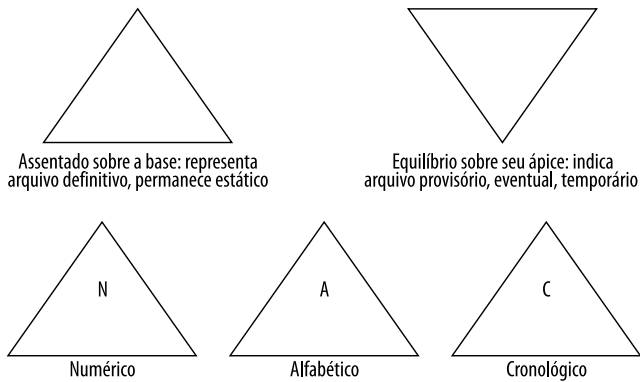 Assentado sobre a base: representa
arquivo definitivo, permanece estático
Equilíbrio sobre seu ápice: indica
arquivo provisório, eventual, temporário
N
A
C
Numérico
Alfabético
Cronológico